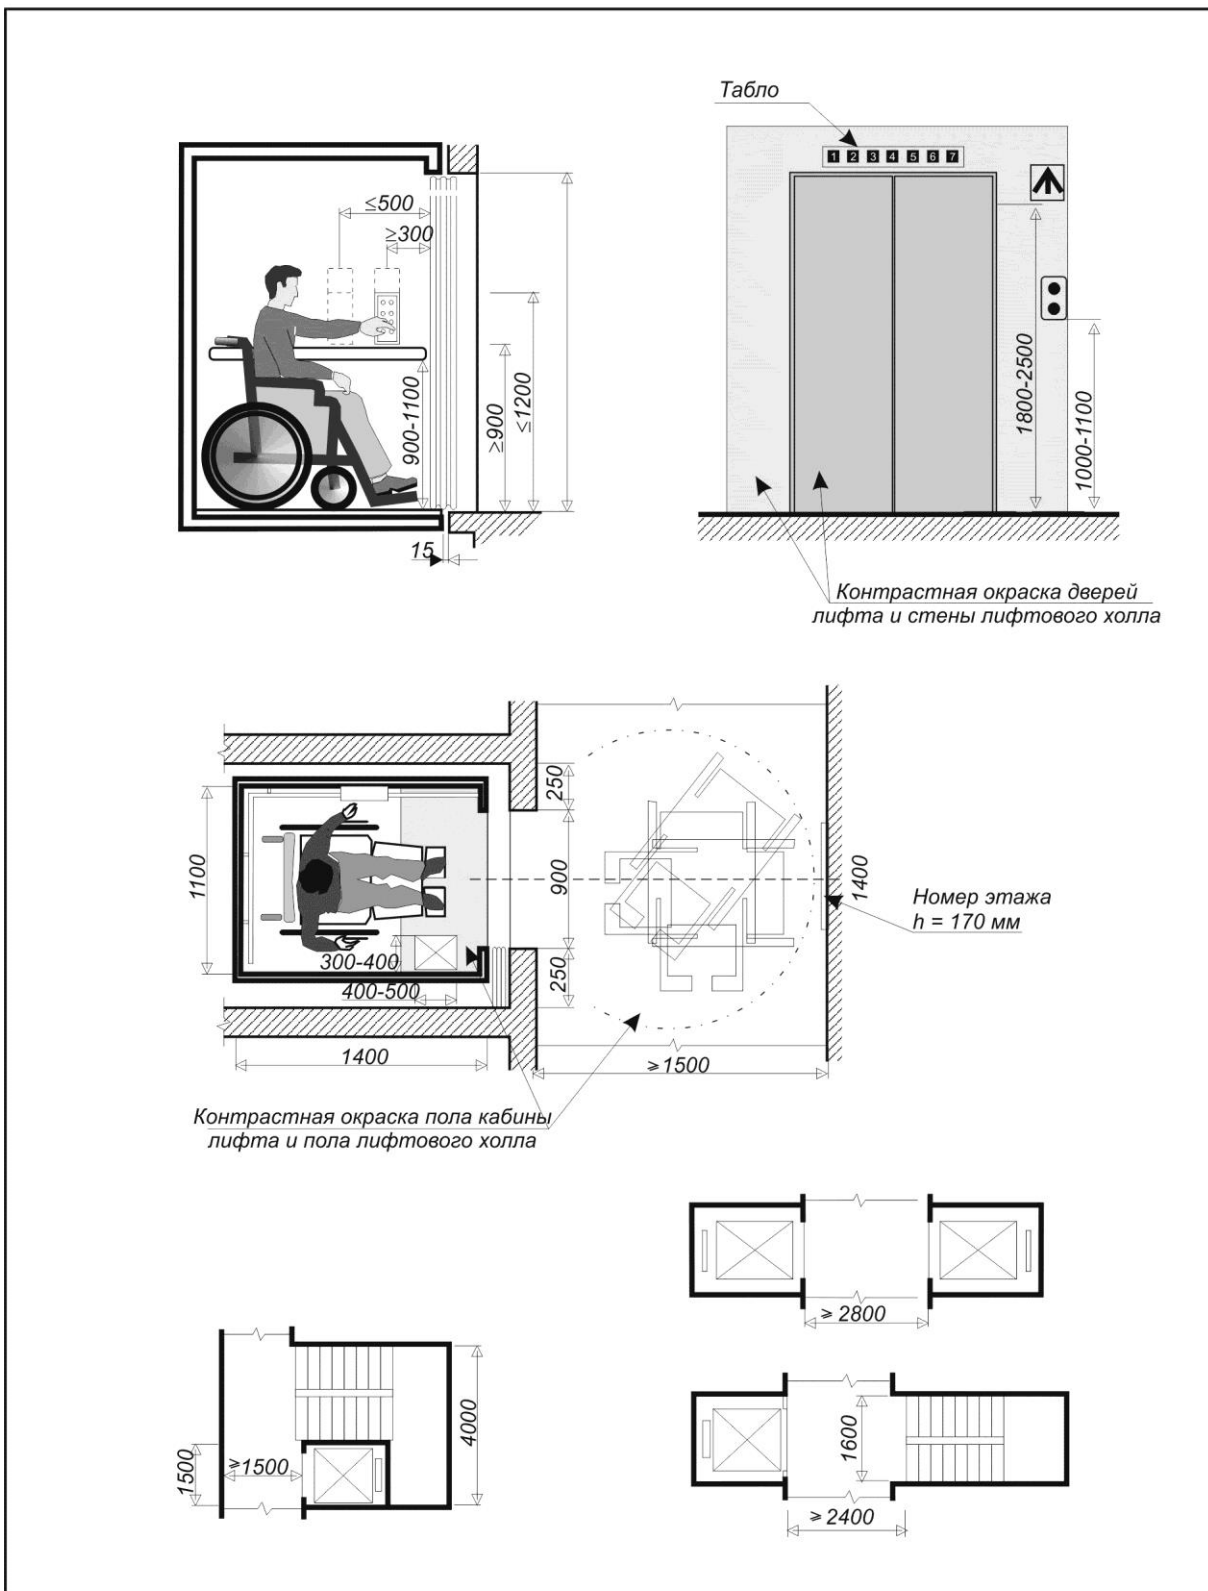 Табло
1 2 3 4 5 6 7
≤500
≥300
900-1100
≥900
≤1200
15
1800-2500
1000-1100
Контрастная окраска дверей
лифта и стены лифтового холла
250
1100
900
1400
Номер этажа
h = 170 мм
300-400
400-500
250
1400
≥1500
Контрастная окраска пола кабины
лифта и пола лифтового холла
≥ 2800
4000
1500
≥1500
1600
≥ 2400